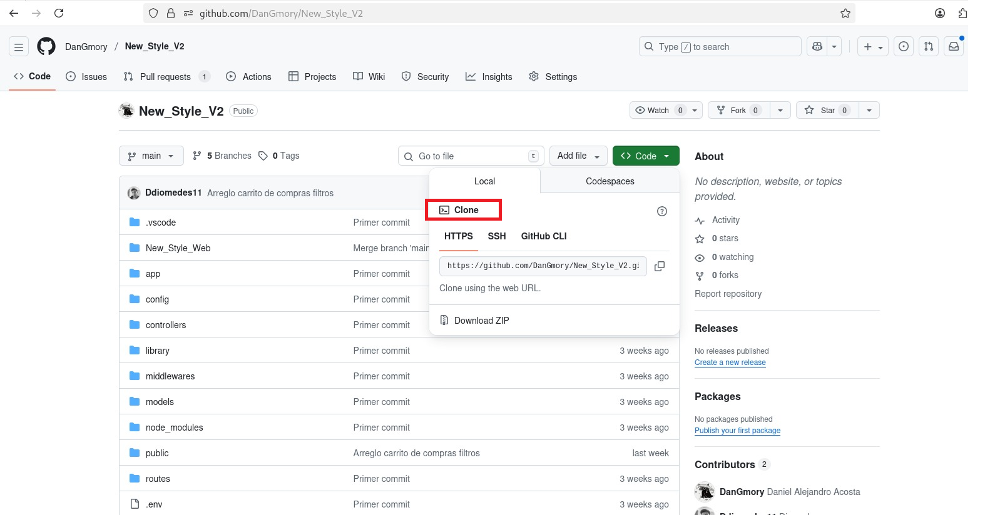 github.com/DanGmory/New_Style_V2
DanGmory / New_Style_V2
Type / to search
Code Issues Pull requests 1 Actions Projects Wiki Security Insights Settings
New_Style_V2 Public
Watch 0 Fork 0 Star 0
main 5 Branches 0 Tags
Go to file t Add file Code
Local Codespaces
Clone
HTTPS SSH GitHub CLI
https://github.com/DanGmory/New_Style_V2.gi
Clone using the web URL.
Download ZIP
Ddiomedes11 Arreglo carrito de compras filtros
.vscode Primer commit
New_Style_Web Merge branch 'main
app Primer commit
config Primer commit
controllers Primer commit
library Primer commit 3 weeks ago
middlewares Primer commit 3 weeks ago
models Primer commit 3 weeks ago
node_modules Primer commit 3 weeks ago
public Arreglo carrito de compras filtros last week
routes Primer commit 3 weeks ago
.env Primer commit 3 weeks ago
About
No description, website, or topics
provided.
Activity
0 stars
0 watching
0 forks
Report repository
Releases
No releases published
Create a new release
Packages
No packages published
Publish your first package
Contributors 2
DanGmory Daniel Alejandro Acosta